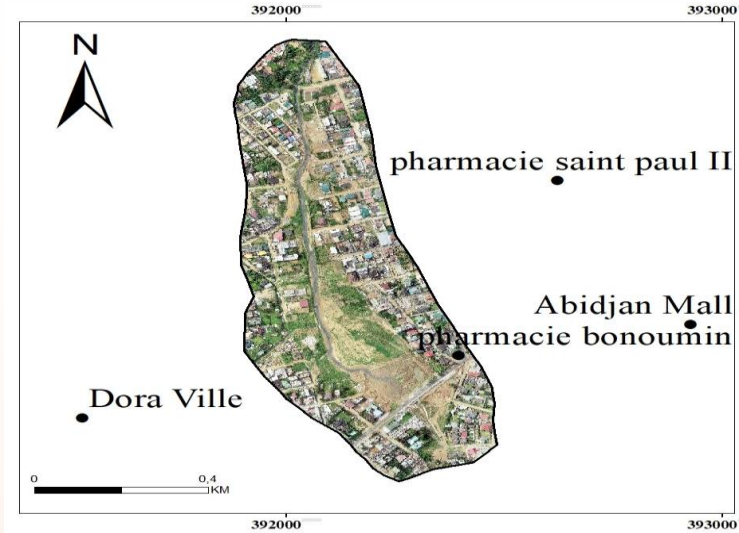 392000 393000
N
pharmacie saint paul II
Abidjan Mall
pharmacie bonoumin
Dora Ville
0 0,4
KM
392000 393000